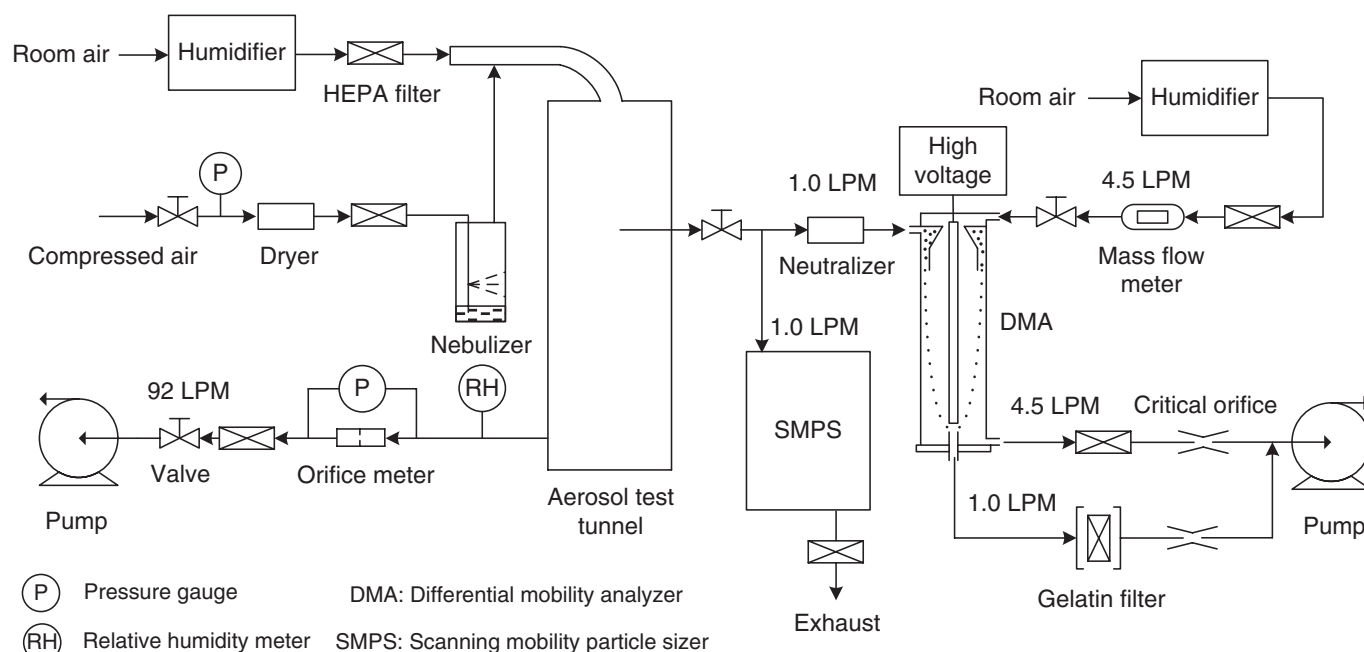 Room air
Humidifier
HEPA filter
Room air
Humidifier
High
voltage
1.0 LPM
4.5 LPM
P
Compressed air
Dryer
Neutralizer
Mass flow
meter
Nebulizer
1.0 LPM
DMA
92 LPM
P
RH
SMPS
4.5 LPM
Critical orifice
Valve
Orifice meter
Pump
Aerosol test
tunnel
1.0 LPM
Pump
Gelatin filter
Exhaust
P
Pressure gauge
DMA: Differential mobility analyzer
RH
Relative humidity meter
SMPS: Scanning mobility particle sizer